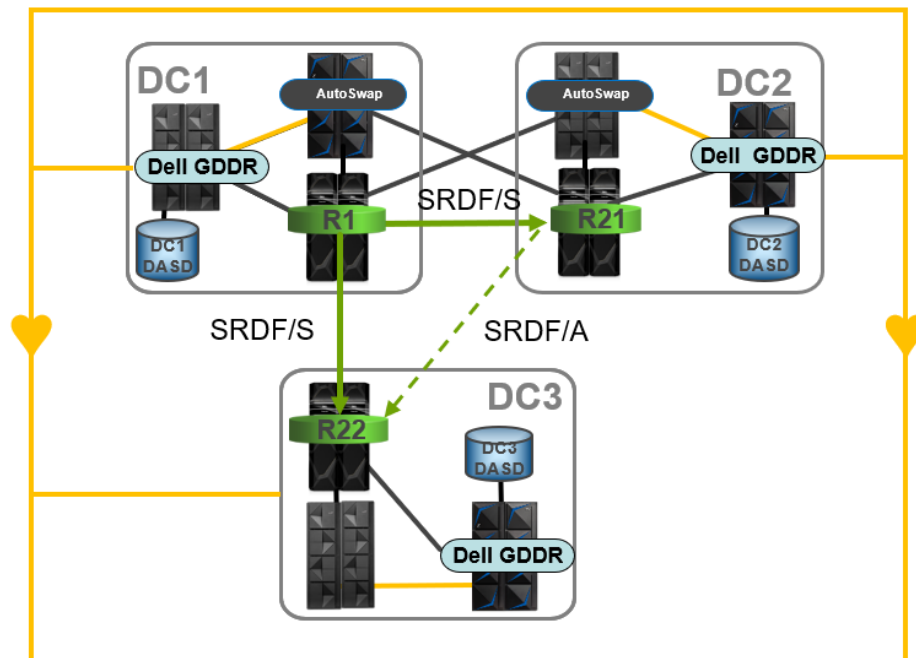 DC1
AutoSwap
Dell GDDR
R1
DC1
DASD
SRDF/S
AutoSwap
DC2
Dell GDDR
R21
DC2
DASD
SRDF/S
SRDF/A
DC3
R22
DC3
DASD
Dell GDDR